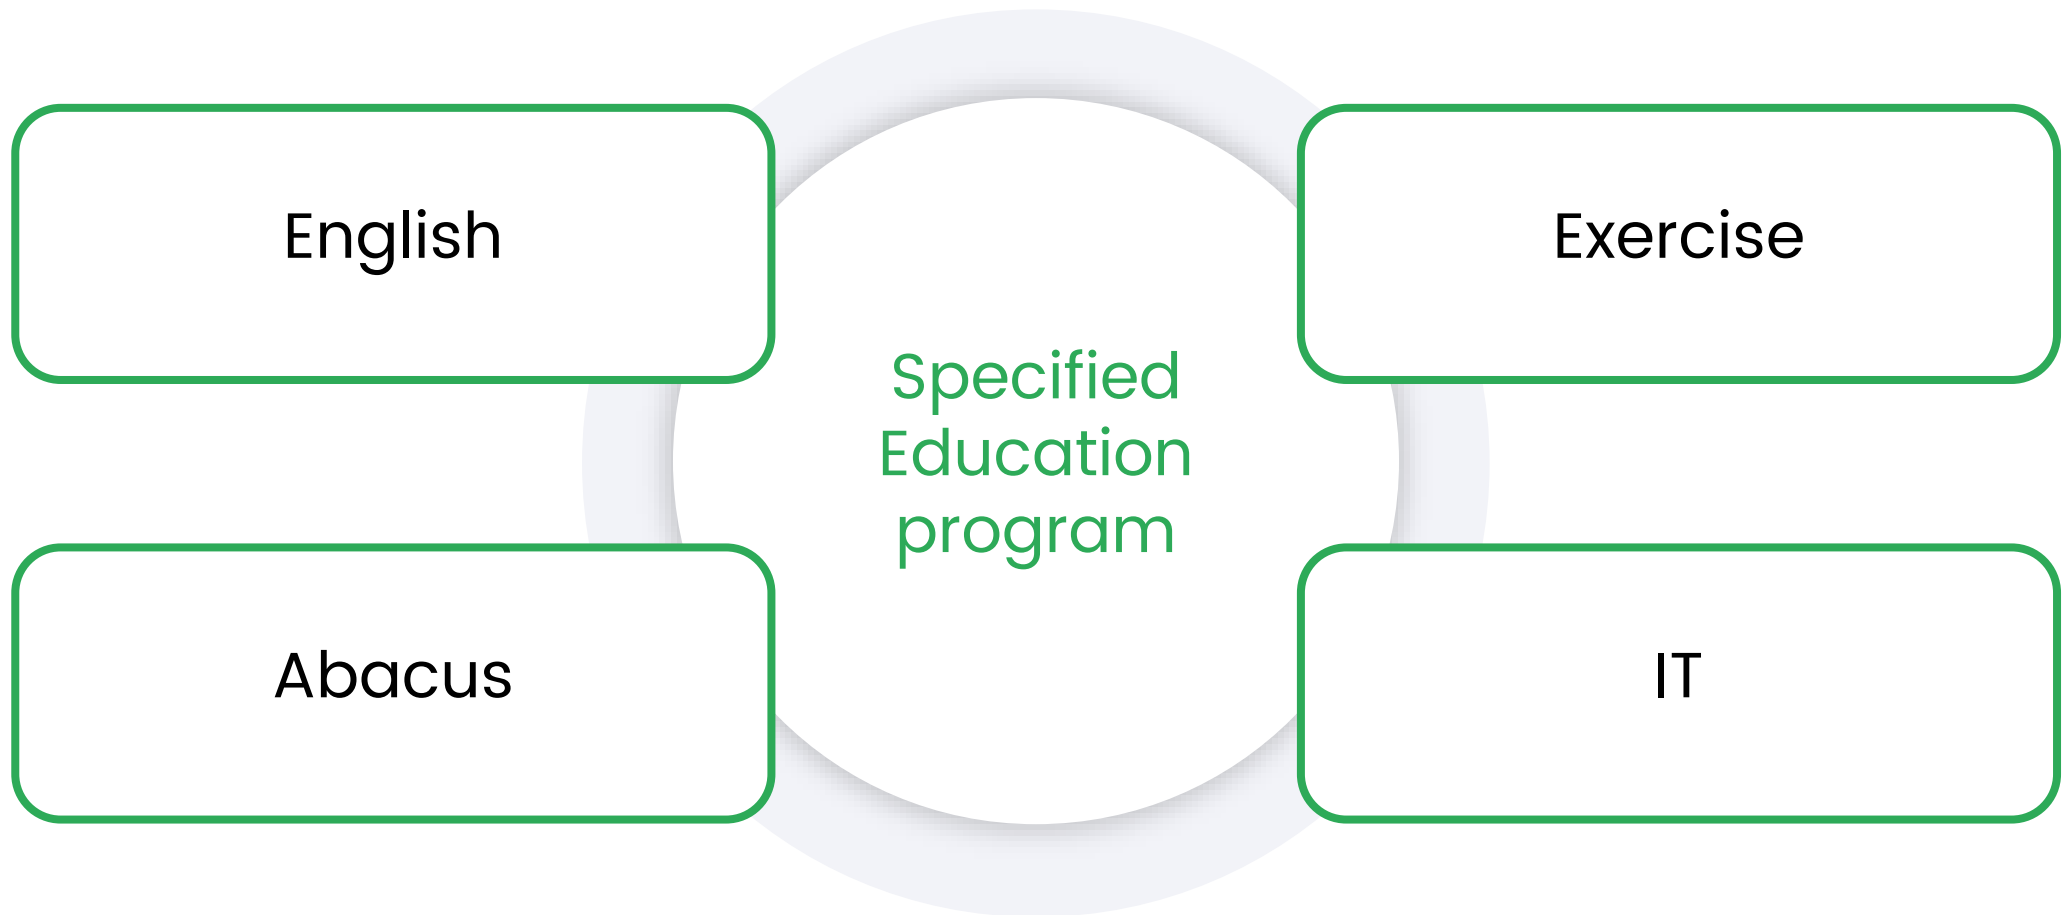 English
Exercise
Specified
Education
program
Abacus
IT